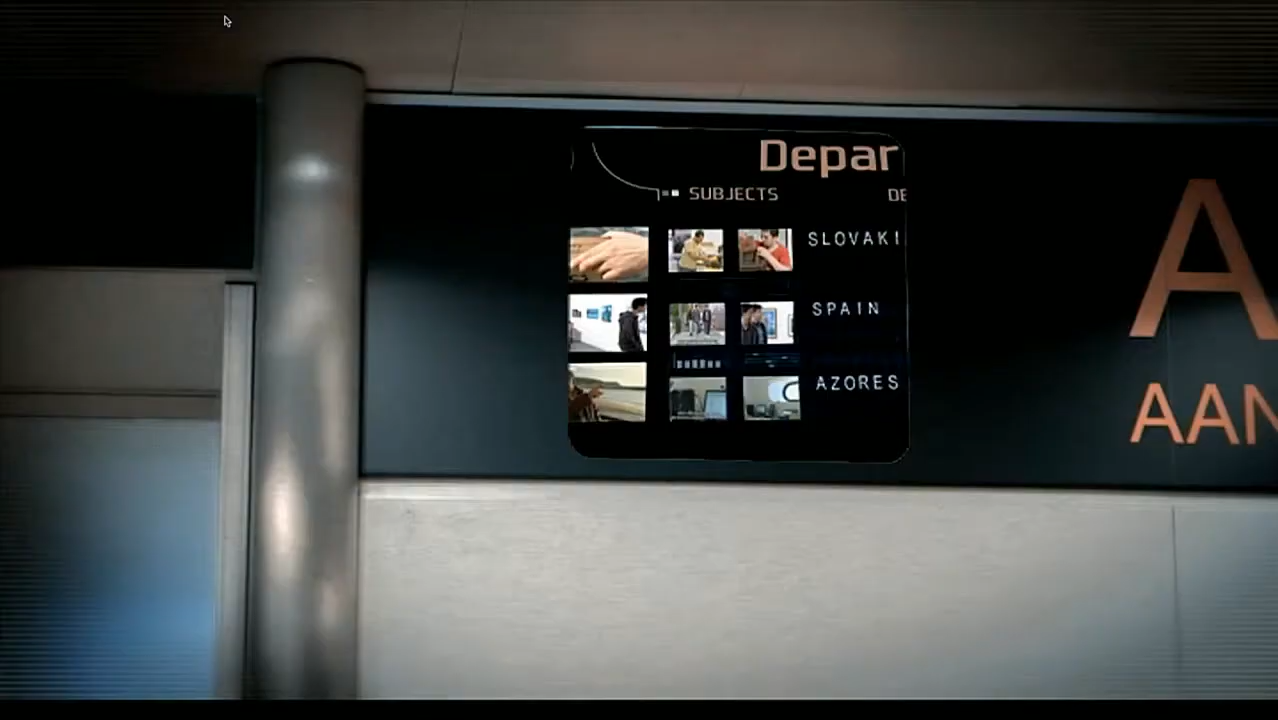 Depar
SUBJECTS DE
SLOVAKI
SPAIN
AZORES
A
AAN